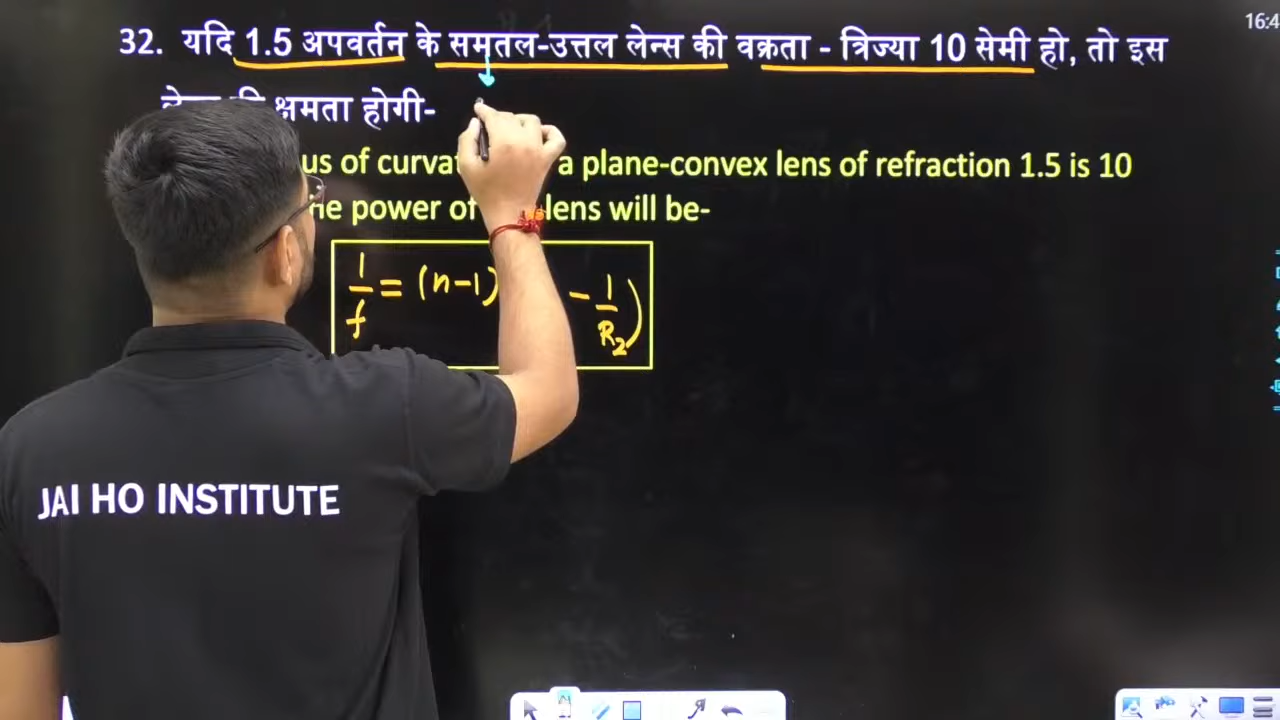 16:4
32. यदि 1.5 अपवर्तन के समतल-उत्तल लेन्स की वक्रता - त्रिज्या 10 सेमी हो, तो इस
क्षमता होगी-
us of a plane-convex lens of refraction 1.5 is 10
he power of lens will be-
1/f = (n-1) - 1/R2)
JAI HO INSTITUTE